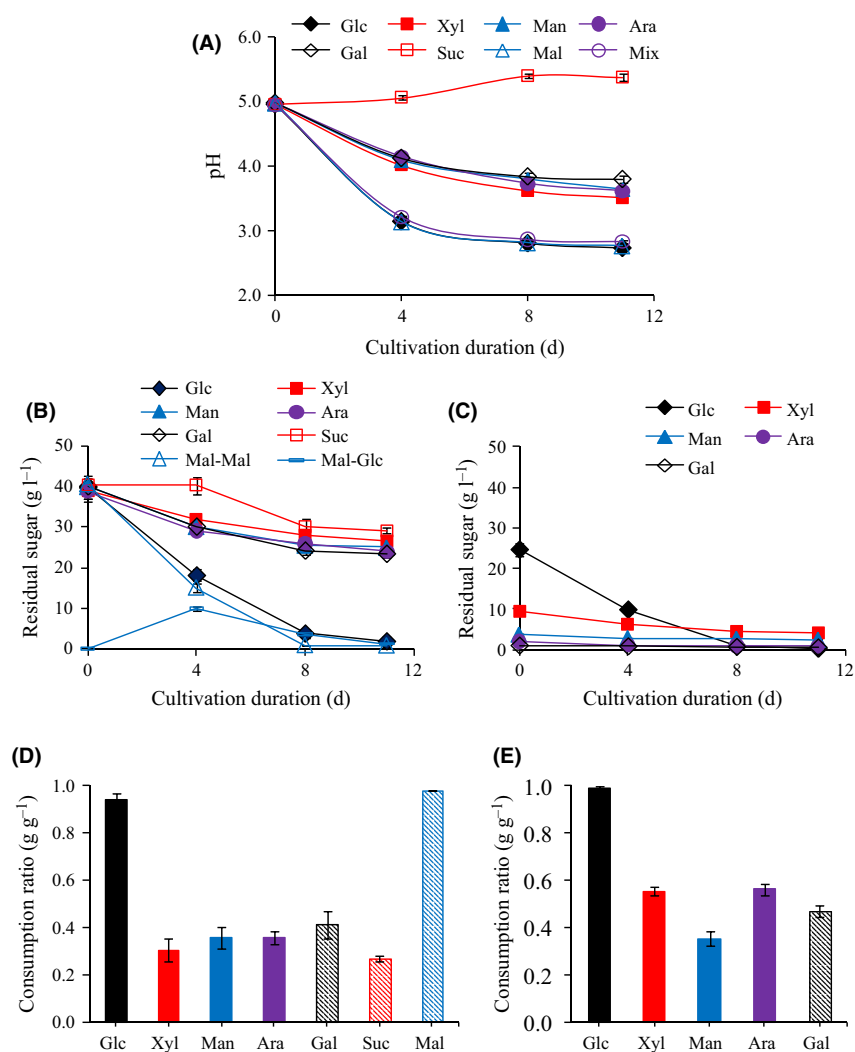 (A)
Glc Xyl Man Ara
Gal Suc Mal Mix
6.0
5.0
4.0
3.0
2.0
pH
0 4 8 12
Cultivation duration (d)
(B)
Glc Xyl
Man Ara
Gal Suc
Mal-Mal Mal-Glc
50
40
30
20
10
0
Residual sugar (g l⁻¹)
0 4 8 12
Cultivation duration (d)
(C)
Glc Xyl
Man Ara
Gal
50
40
30
20
10
0
Residual sugar (g l⁻¹)
0 4 8 12
Cultivation duration (d)
(D)
1.0
0.8
0.6
0.4
0.2
0.0
Consumption ratio (g g⁻¹)
Glc Xyl Man Ara Gal Suc Mal
(E)
1.0
0.8
0.6
0.4
0.2
0.0
Consumption ratio (g g⁻¹)
Glc Xyl Man Ara Gal